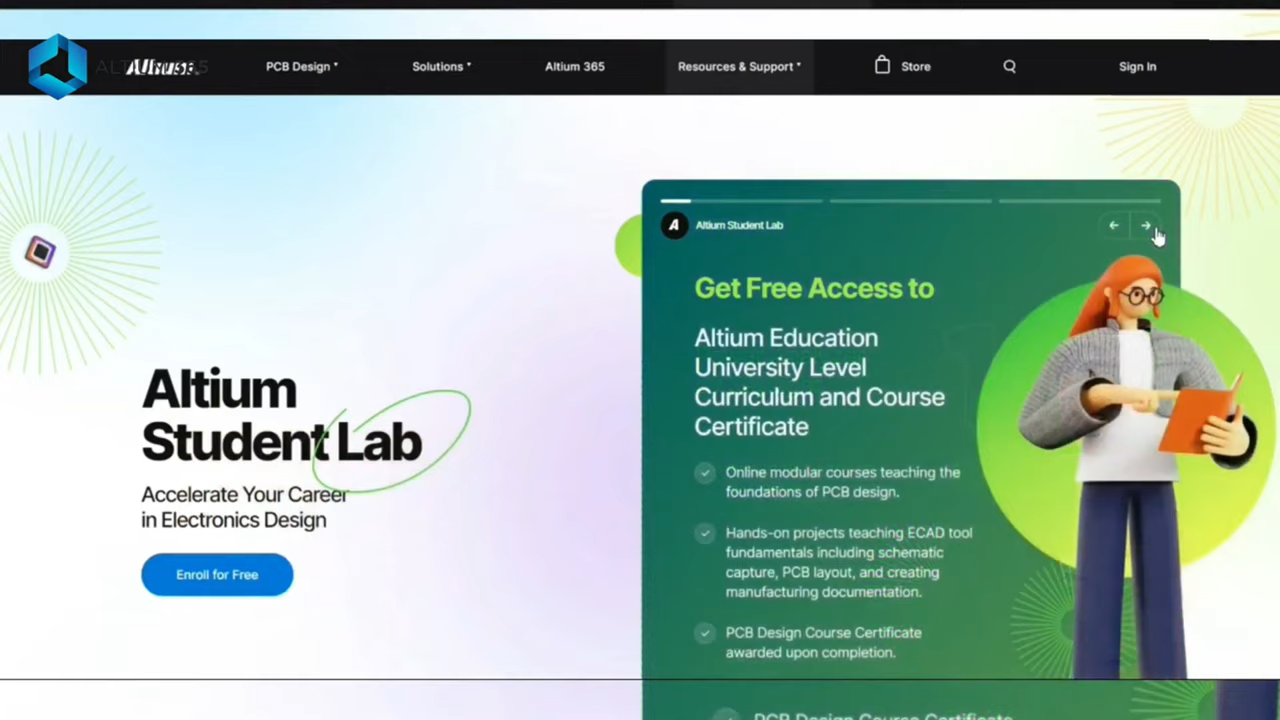 ALTIUM 365
Altium.
PCB Design
Solutions
Altium 365
Resources & Support
Store
Sign In
A
Altium Student Lab
Get Free Access to
Altium Education
University Level
Curriculum and Course
Certificate
Online modular courses teaching the
foundations of PCB design.
Hands-on projects teaching ECAD tool
fundamentals including schematic
capture, PCB layout, and creating
manufacturing documentation.
PCB Design Course Certificate
awarded upon completion.
Altium
Student Lab
Accelerate Your Career
in Electronics Design
Enroll for Free
PCB Design Course Certificate